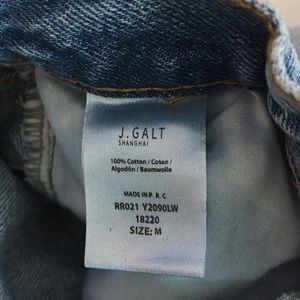 J.GALT
SHANGHAI
100% Cotton / Coton /
Algodón / Baumwolle
MADE IN P. R. C.
RR021 Y2090LW
18220
SIZE: M